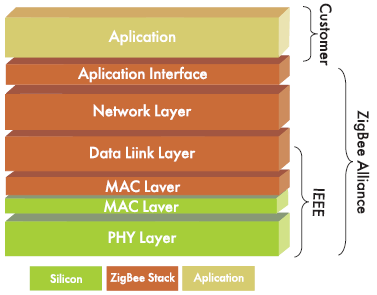 Aplication
Customer
Aplication Interface
Network Layer
Data Liink Layer
MAC Laver
MAC Laver
PHY Layer
IEEE
ZigBee Alliance
Silicon
ZigBee Stack
Aplication